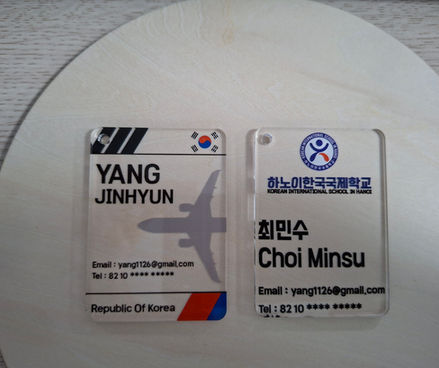 YANG
JINHYUN
Email : yang1126@gmail.com
Tel : 82 10 **** *****
Republic Of Korea
하노이한국국제학교
KOREAN INTERNATIONAL SCHOOL IN HANOI
최민수
Choi Minsu
Email : yang1126@gmail.com
Tel : 82 10 **** *****